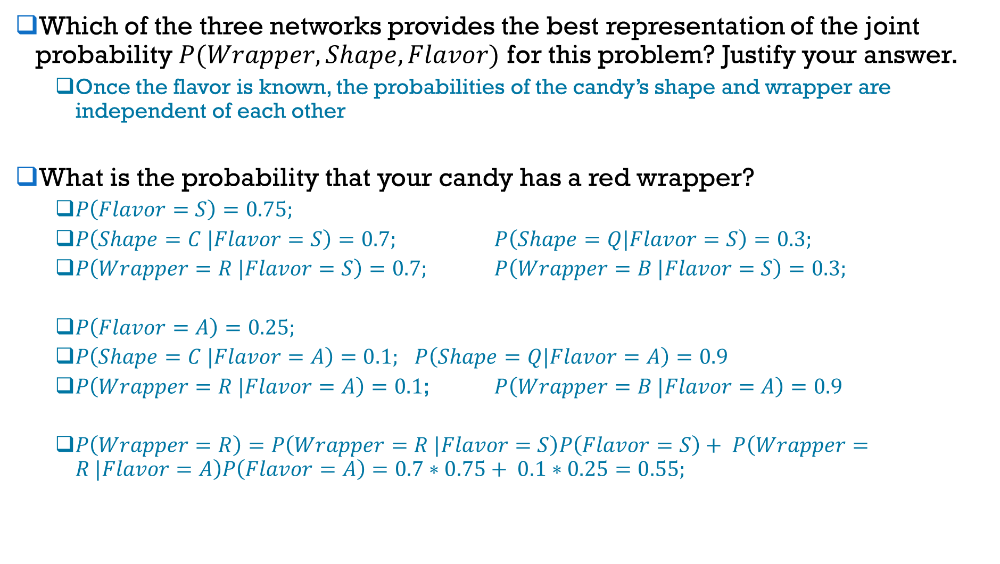 ❑Which of the three networks provides the best representation of the joint
probability P(Wrapper, Shape, Flavor) for this problem? Justify your answer.
❑Once the flavor is known, the probabilities of the candy’s shape and wrapper are
independent of each other
❑What is the probability that your candy has a red wrapper?
❑P(Flavor = S) = 0.75;
❑P(Shape = C |Flavor = S) = 0.7; P(Shape = Q|Flavor = S) = 0.3;
❑P(Wrapper = R |Flavor = S) = 0.7; P(Wrapper = B |Flavor = S) = 0.3;
❑P(Flavor = A) = 0.25;
❑P(Shape = C |Flavor = A) = 0.1; P(Shape = Q|Flavor = A) = 0.9
❑P(Wrapper = R |Flavor = A) = 0.1; P(Wrapper = B |Flavor = A) = 0.9
❑P(Wrapper = R) = P(Wrapper = R |Flavor = S)P(Flavor = S) + P(Wrapper =
R |Flavor = A)P(Flavor = A) = 0.7 ∗ 0.75 + 0.1 ∗ 0.25 = 0.55;